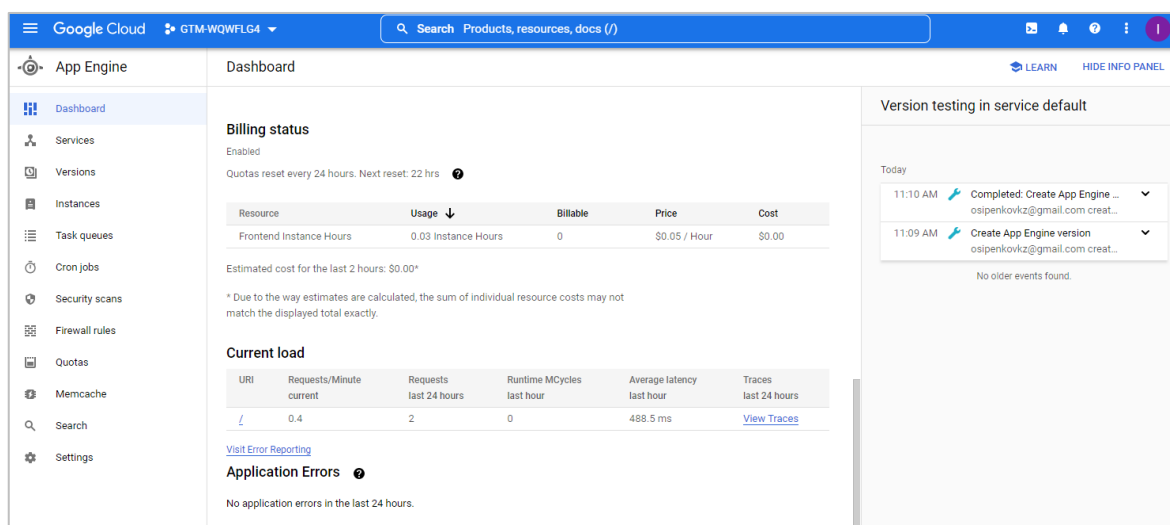 Google Cloud GTM-WQWFLG4 Search Products, resources, docs (/) I
App Engine
Dashboard
LEARN HIDE INFO PANEL
Dashboard
Services
Versions
Instances
Task queues
Cron jobs
Security scans
Firewall rules
Quotas
Memcache
Search
Settings
Billing status
Enabled
Quotas reset every 24 hours. Next reset: 22 hrs
Resource Usage Billable Price Cost
Frontend Instance Hours 0.03 Instance Hours 0 $0.05 / Hour $0.00
Estimated cost for the last 2 hours: $0.00*
* Due to the way estimates are calculated, the sum of individual resource costs may not
match the displayed total exactly.
Current load
URI Requests/Minute Requests Runtime MCycles Average latency Traces
current last 24 hours last hour last hour last 24 hours
/ 0.4 2 0 488.5 ms View Traces
Visit Error Reporting
Application Errors
No application errors in the last 24 hours.
Version testing in service default
Today
11:10 AM Completed: Create App Engine ...
osipenkovkz@gmail.com creat...
11:09 AM Create App Engine version
osipenkovkz@gmail.com creat...
No older events found.